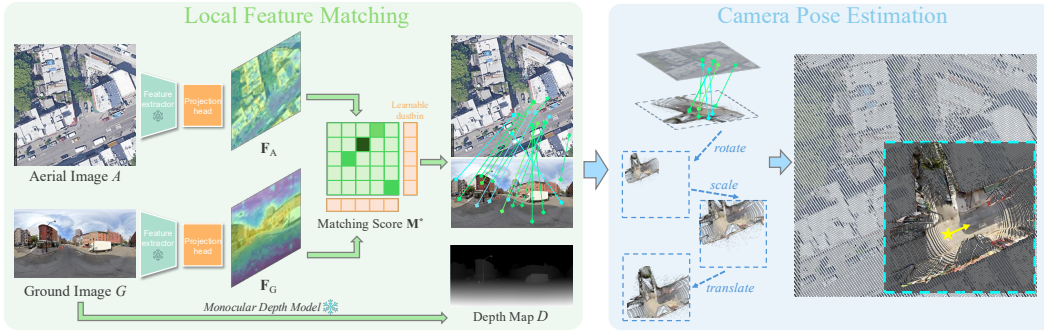 Local Feature Matching
Camera Pose Estimation
Feature
extractor
Projection
head
Learnable
dustbin
F_A
Aerial Image A
rotate
scale
Matching Score M*
Feature
extractor
Projection
head
F_G
Ground Image G
translate
Monocular Depth Model
Depth Map D